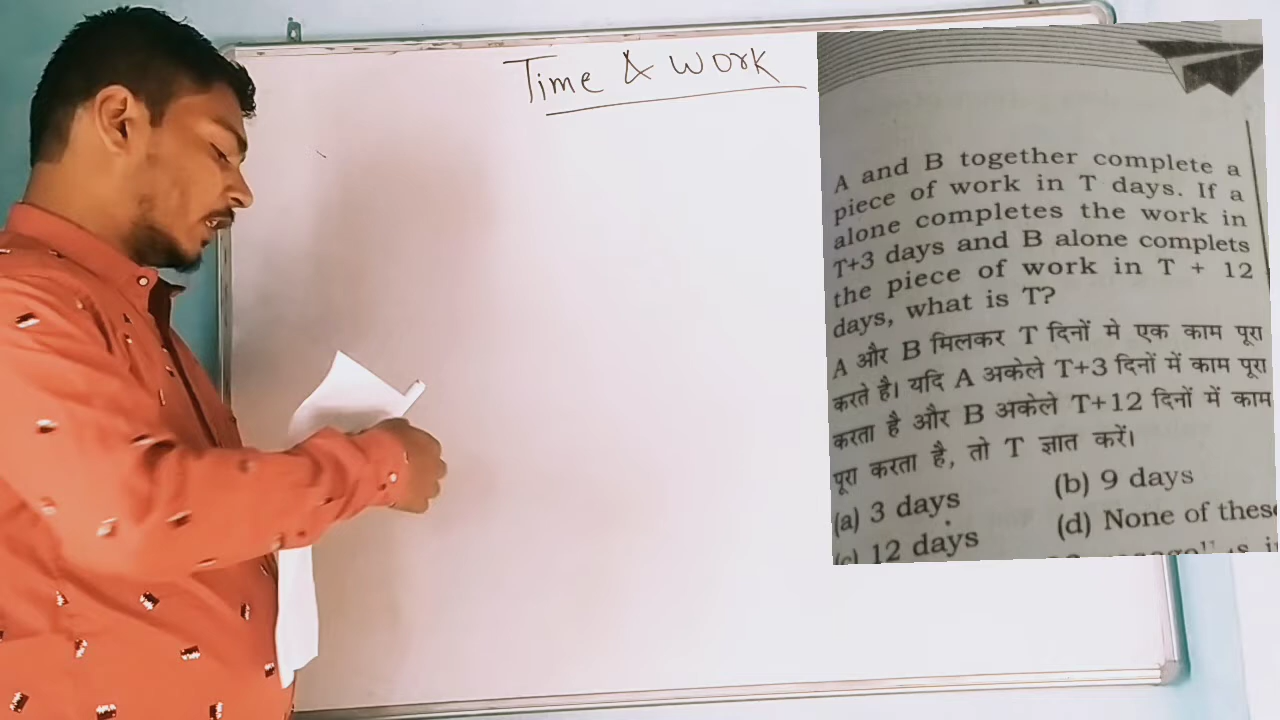 Time & Work
A and B together complete a
piece of work in T days. If a
alone completes the work in
T+3 days and B alone complets
the piece of work in T + 12
days, what is T?
A और B मिलकर T दिनों मे एक काम पूरा
करते है। यदि A अकेले T+3 दिनों में काम पूरा
करता है और B अकेले T+12 दिनों में काम
पूरा करता है, तो T ज्ञात करें।
(a) 3 days (b) 9 days
(c) 12 days (d) None of these